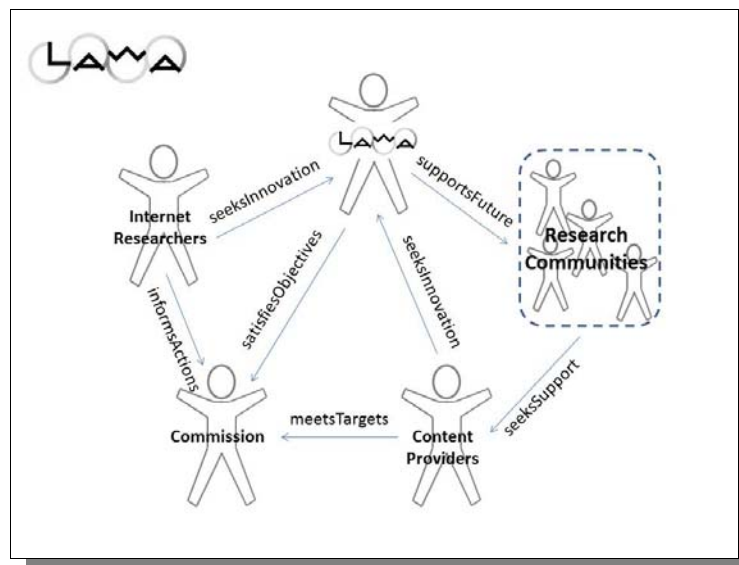 LAWA
LAWA
seeksInnovation
supportsFuture
Internet
Researchers
Research
Communities
informsActions
satisfiesObjectives
seeksInnovation
seeksSupport
Commission
meetsTargets
Content
Providers